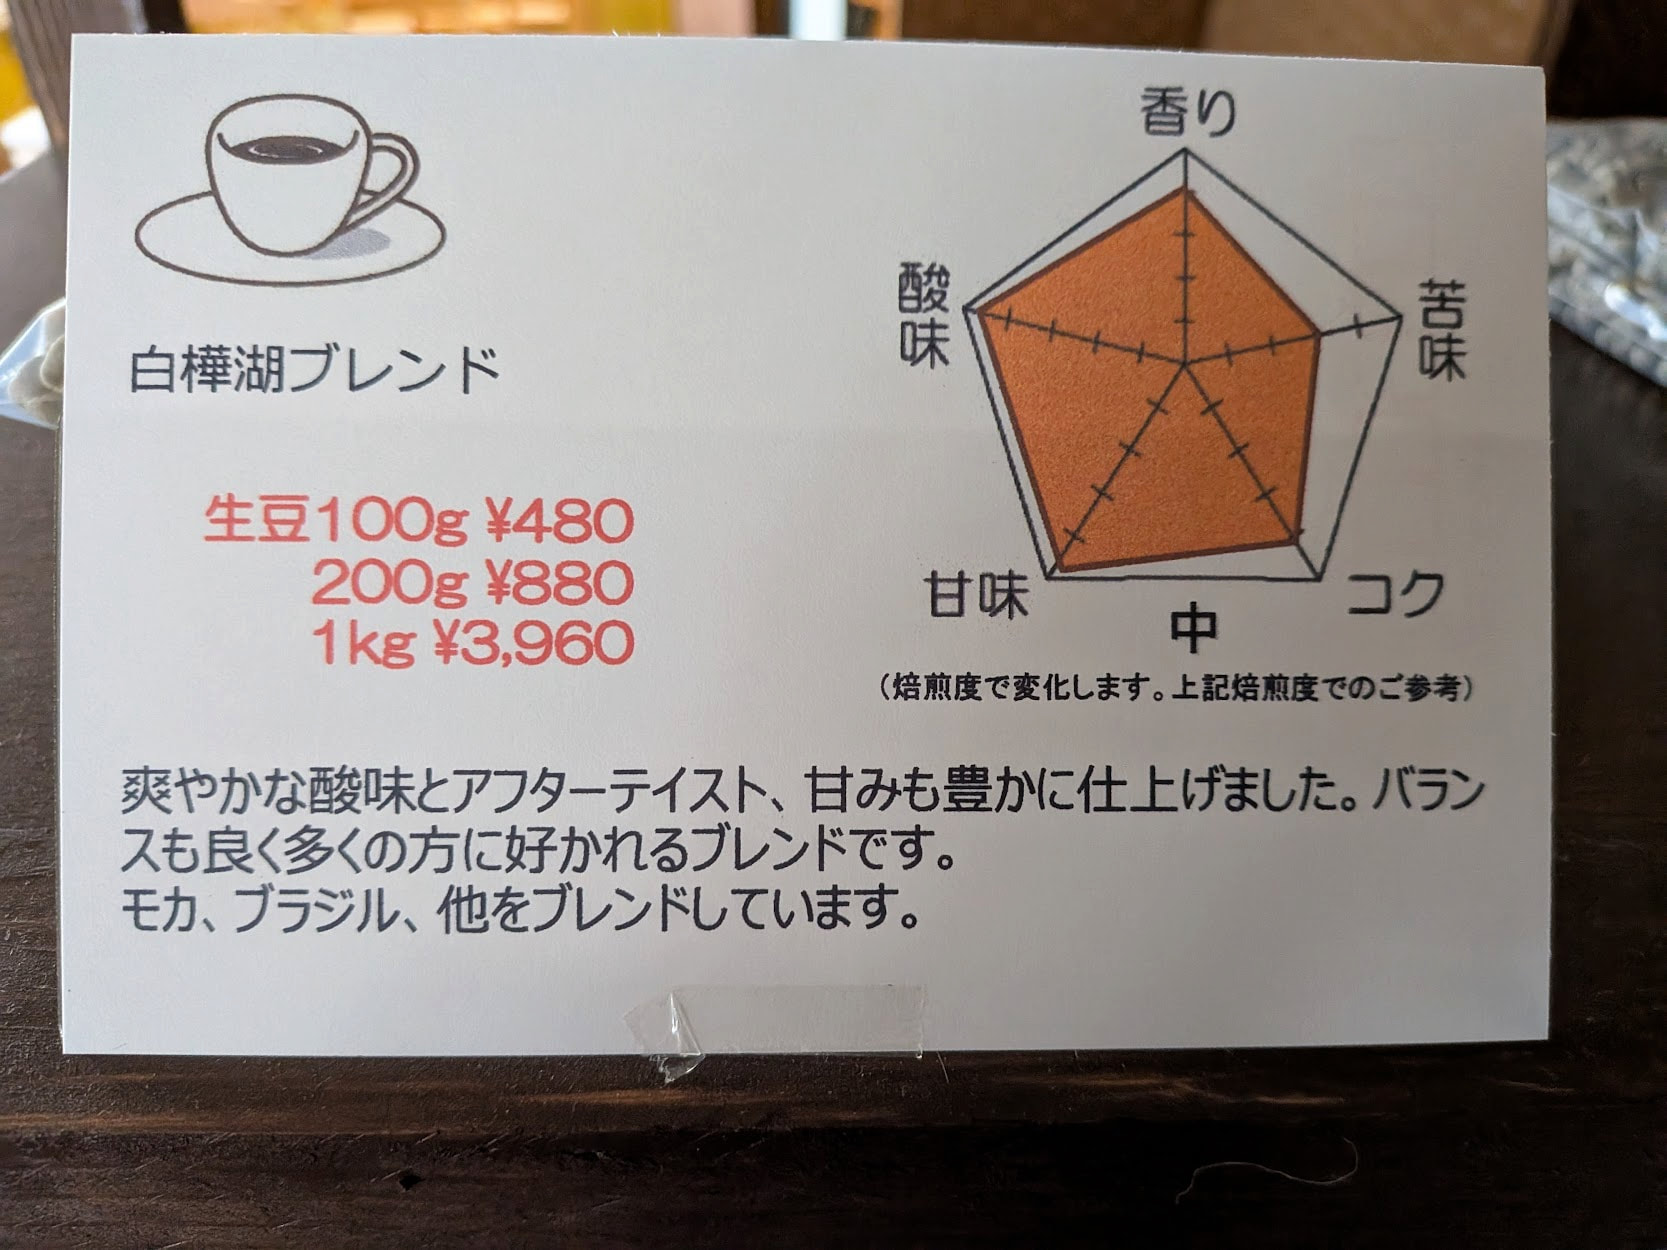 白樺湖ブレンド
生豆100g ¥480
200g ¥880
1kg ¥3,960
香り
酸味
苦味
甘味
コク
中
（焙煎度で変化します。上記焙煎度でのご参考）
爽やかな酸味とアフターテイスト、甘みも豊かに仕上げました。バラン
スも良く多くの方に好かれるブレンドです。
モカ、ブラジル、他をブレンドしています。